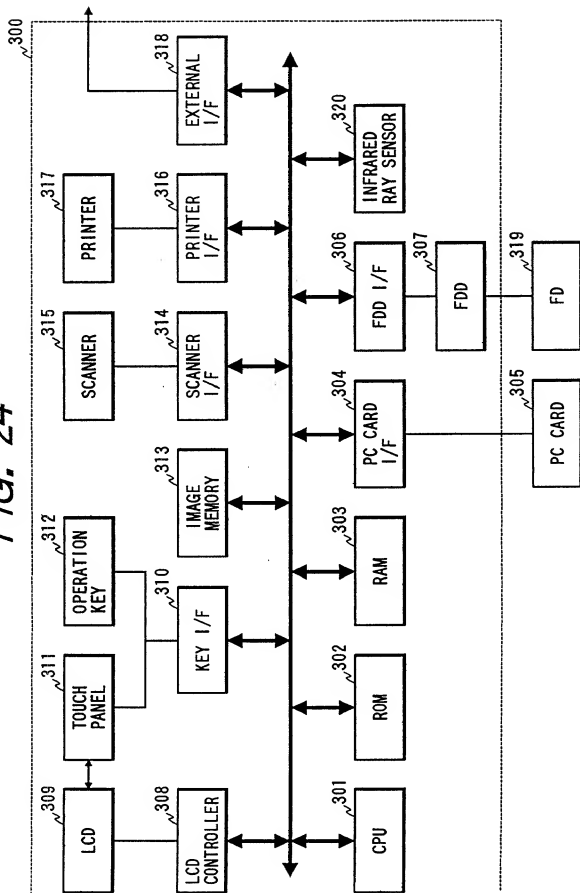 FIG. 24
300
309
LCD
311
TOUCH
PANEL
312
OPERATION
KEY
315
SCANNER
317
PRINTER
308
LCD
CONTROLLER
310
KEY I/F
313
IMAGE
MEMORY
314
SCANNER
I/F
316
PRINTER
I/F
318
EXTERNAL
I/F
301
CPU
302
ROM
303
RAM
304
PC CARD
I/F
306
FDD I/F
320
INFRARED
RAY SENSOR
307
FDD
305
PC CARD
319
FD